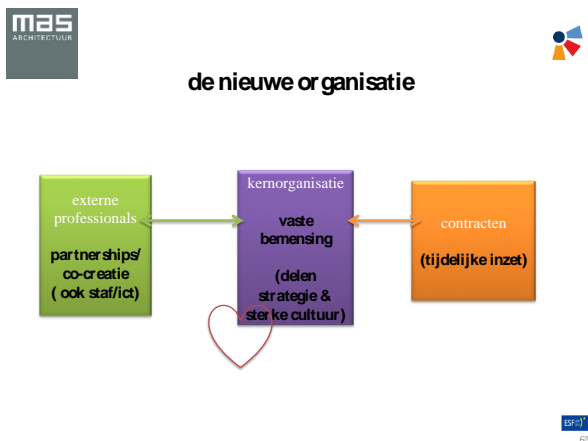 mas
ARCHITECTUUR
de nieuwe organisatie
externe
professionals
partnerships/
co-creatie
( ook staf/ict)
kernorganisatie
vaste
bemensing
(delen
strategie &
sterke cultuur)
contracten
(tijdelijke inzet)
ESF